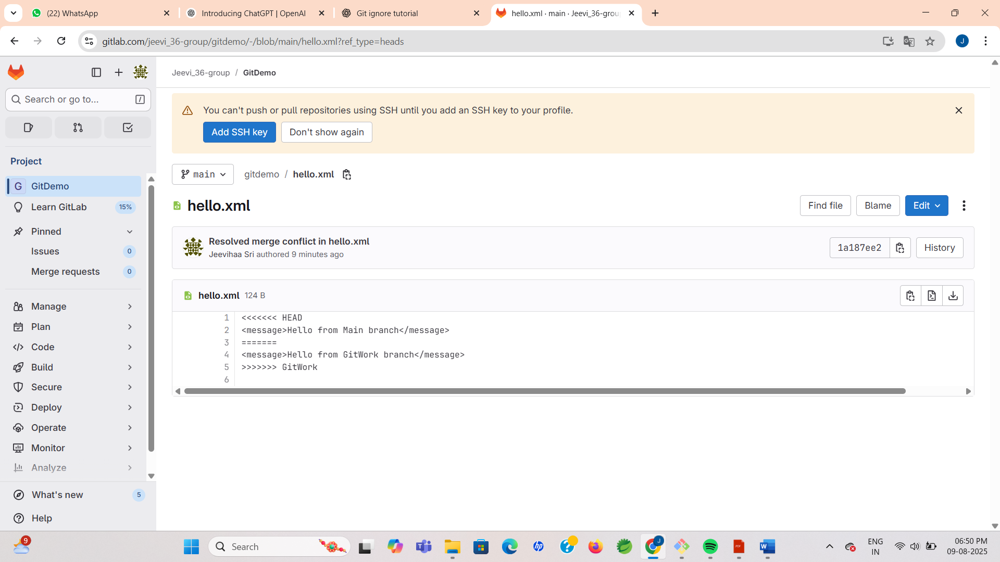 (22) WhatsApp
Introducing ChatGPT | OpenAI
Git ignore tutorial
hello.xml · main · Jeevi_36-grou
gitlab.com/jeevi_36-group/gitdemo/-/blob/main/hello.xml?ref_type=heads
J
Jeevi_36-group / GitDemo
Search or go to...
/
You can't push or pull repositories using SSH until you add an SSH key to your profile.
Add SSH key
Don't show again
Project
G GitDemo
Learn GitLab 15%
Pinned
Issues 0
Merge requests 0
Manage
Plan
Code
Build
Secure
Deploy
Operate
Monitor
Analyze
What's new 5
Help
main
gitdemo / hello.xml
hello.xml
Find file
Blame
Edit
Resolved merge conflict in hello.xml
Jeevihaa Sri authored 9 minutes ago
1a187ee2
History
hello.xml 124 B
1 <<<<<<< HEAD
2 <message>Hello from Main branch</message>
3 =======
4 <message>Hello from GitWork branch</message>
5 >>>>>>> GitWork
6
9
Search
ENG
IN
06:50 PM
09-08-2025